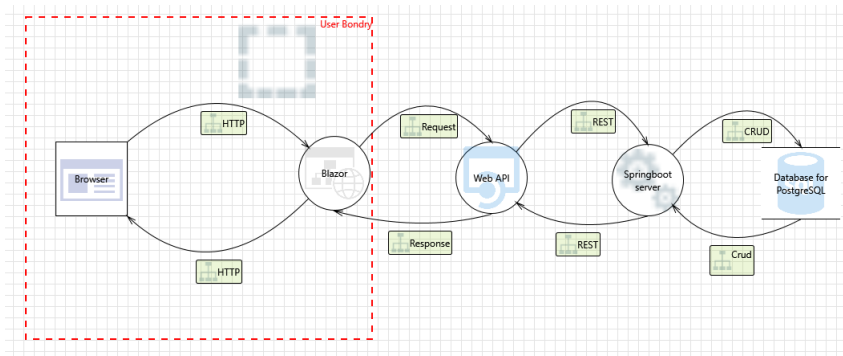 User Bondry
HTTP
Request
REST
CRUD
Browser
Blazor
Web API
Springboot
server
Database for
PostgreSQL
HTTP
Response
REST
Crud